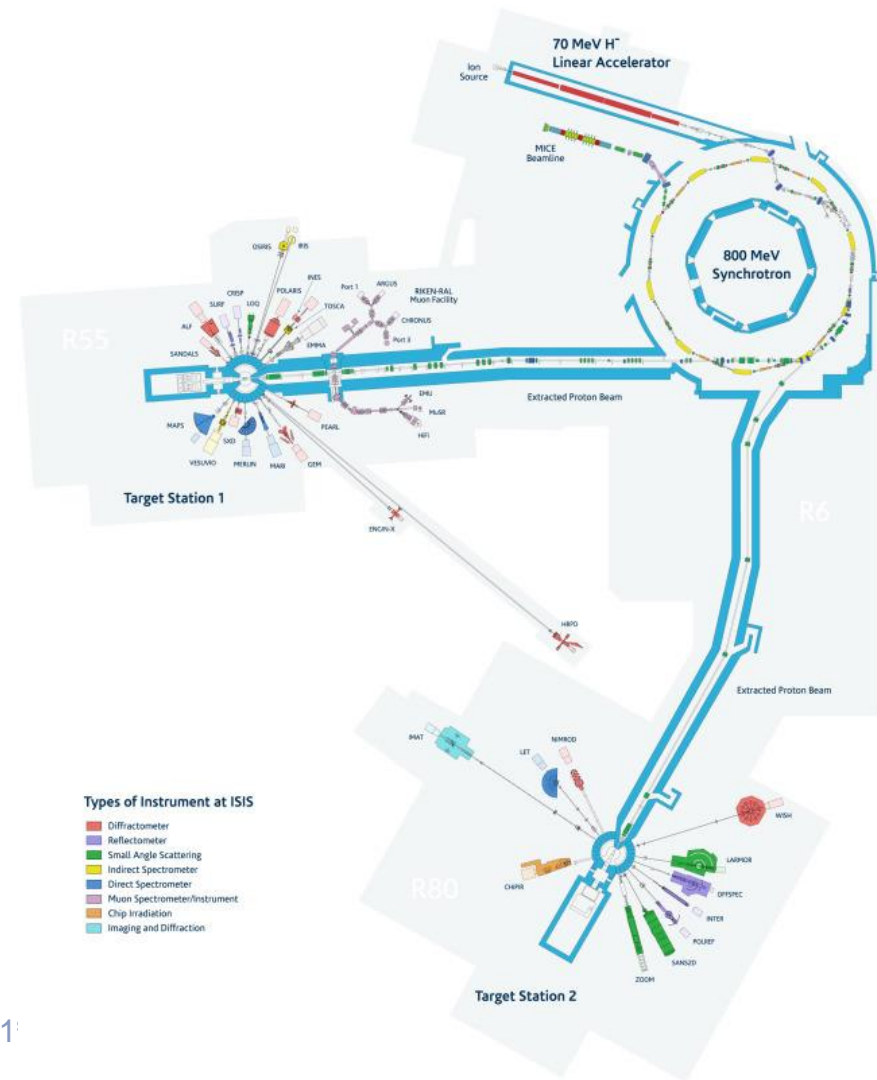 70 MeV H⁻
Linear Accelerator
Ion
Source
MICE
Beamline
800 MeV
Synchrotron
OSIRIS
IRIS
INES
CRISP
POLARIS
SURF
LOQ
TOSCA
ALF
EMMA
SANDALS
Port 1
ARGUS
RIKEN-RAL
Muon Facility
CHRONUS
Port 3
R55
Extracted Proton Beam
EMU
MuSR
HiFi
MAPS
SXD
PEARL
VESUVIO
MERLIN
MARI
GEM
Target Station 1
R6
ENGIN-X
HRPD
Extracted Proton Beam
IMAT
LET
NIMROD
WISH
LARMOR
OFFSPEC
CHIPIR
R80
INTER
POLREF
SANS2D
ZOOM
Target Station 2
Types of Instrument at ISIS
Diffractometer
Reflectometer
Small Angle Scattering
Indirect Spectrometer
Direct Spectrometer
Muon Spectrometer/Instrument
Chip Irradiation
Imaging and Diffraction